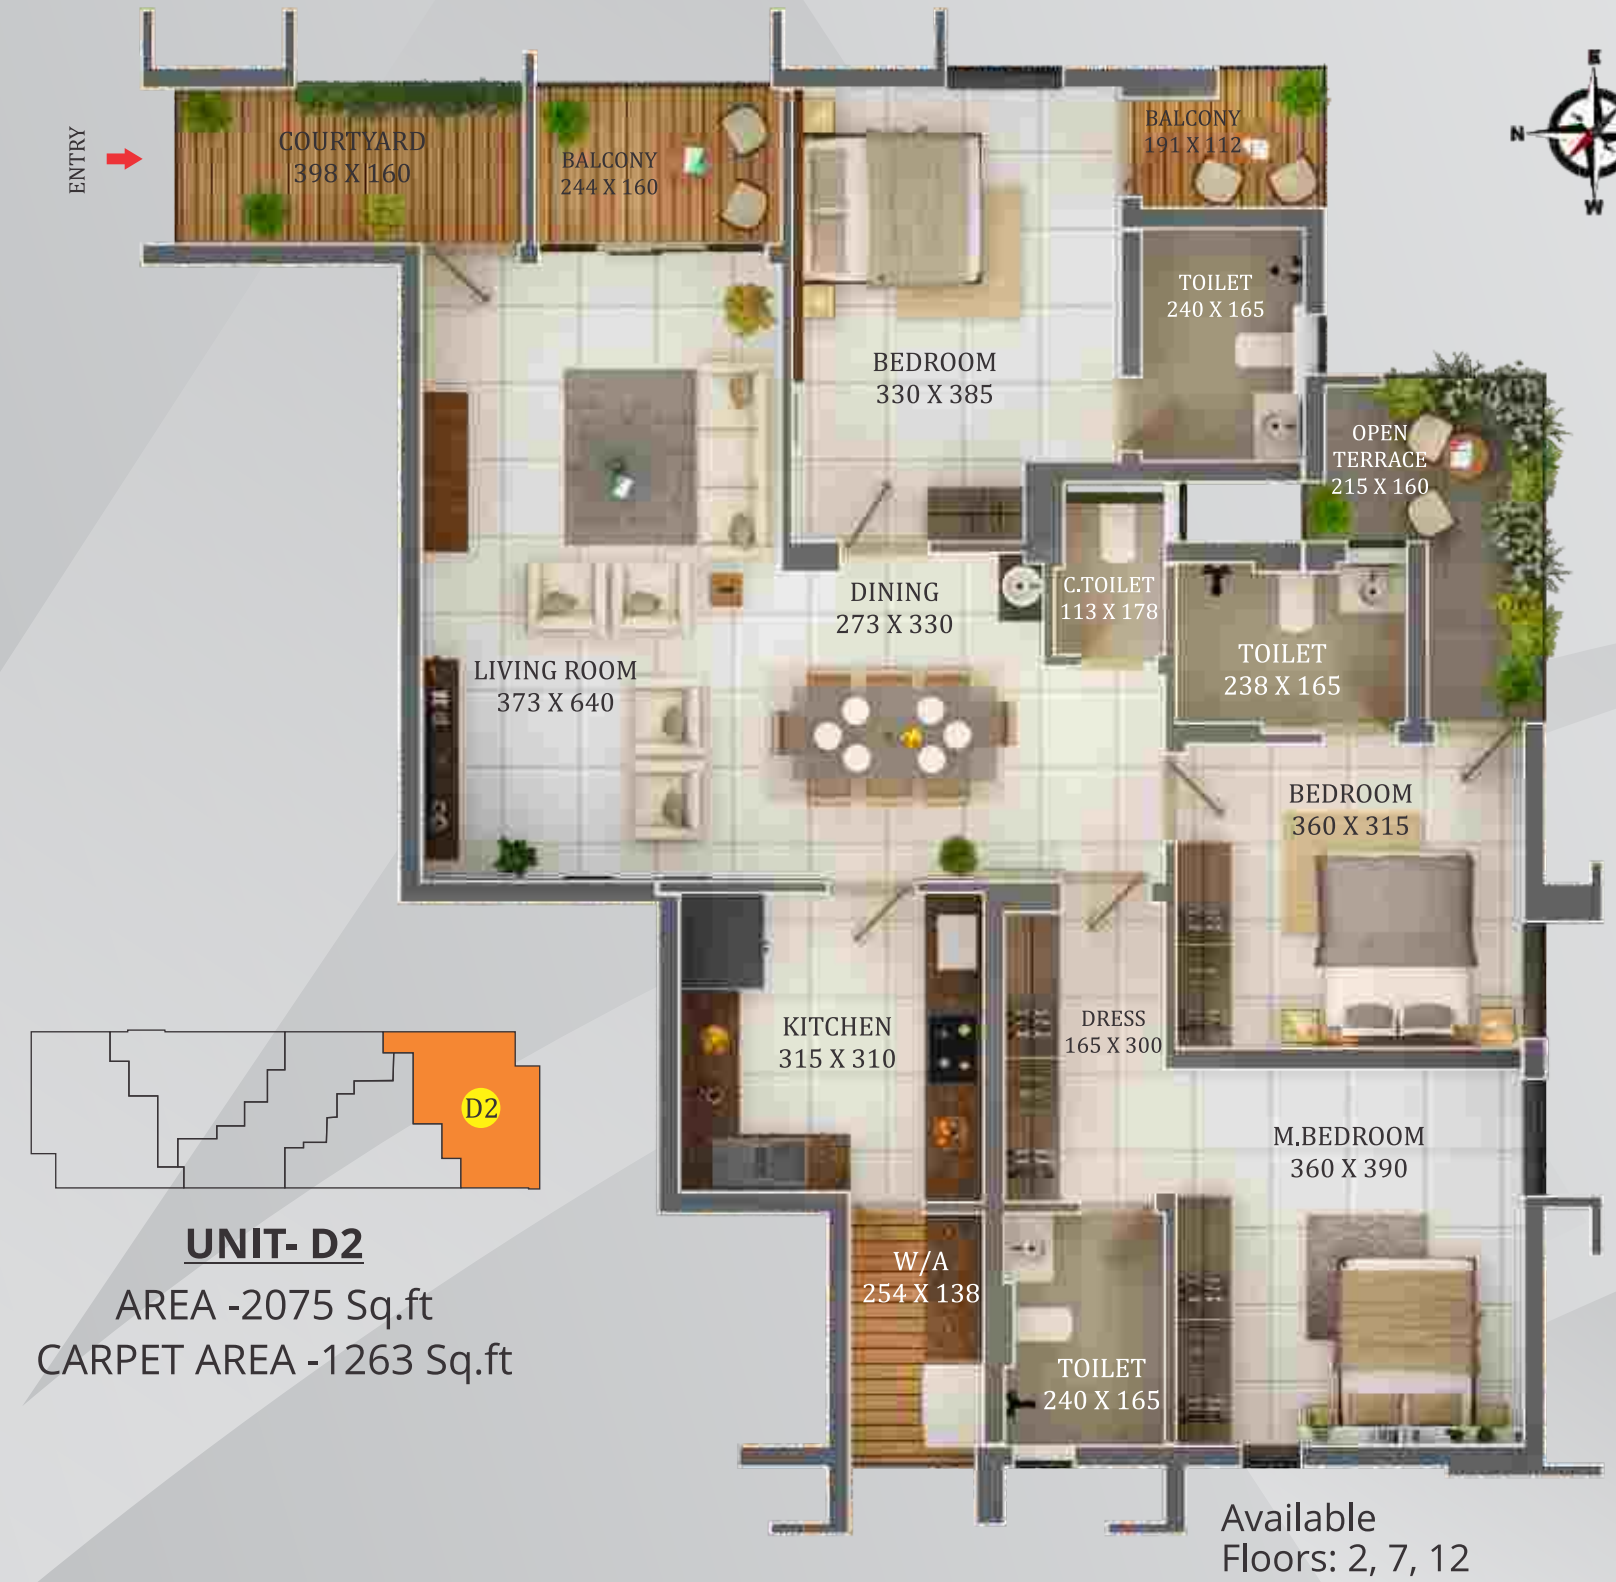 E
N
W
ENTRY
COURTYARD
398 X 160
BALCONY
244 X 160
BALCONY
191 X 112
TOILET
240 X 165
BEDROOM
330 X 385
OPEN
TERRACE
215 X 160
DINING
273 X 330
C.TOILET
113 X 178
LIVING ROOM
373 X 640
TOILET
238 X 165
BEDROOM
360 X 315
KITCHEN
315 X 310
DRESS
165 X 300
M.BEDROOM
360 X 390
W/A
254 X 138
TOILET
240 X 165
D2
UNIT- D2
AREA -2075 Sq.ft
CARPET AREA -1263 Sq.ft
Available
Floors: 2, 7, 12